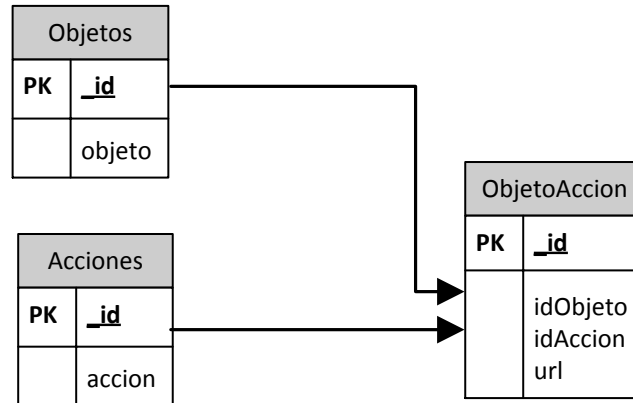 Objetos
PK _id
objeto
Acciones
PK _id
accion
ObjetoAccion
PK _id
idObjeto
idAccion
url